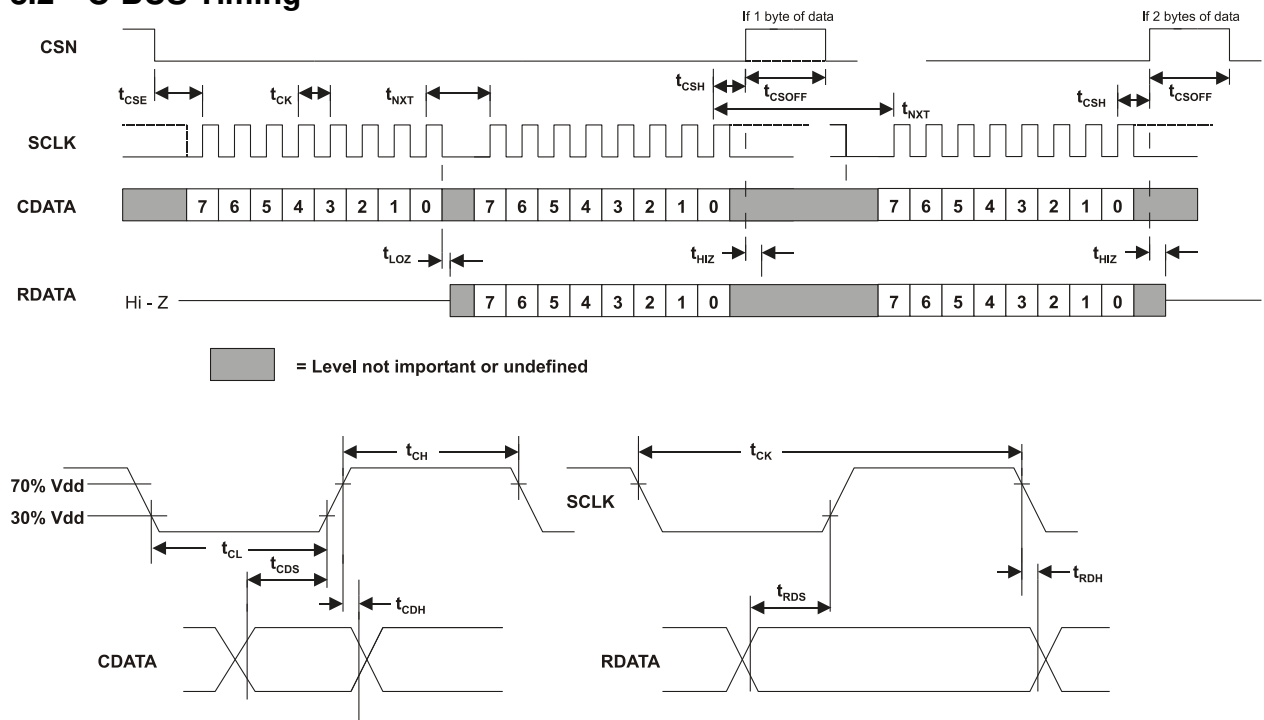 If 1 byte of data If 2 bytes of data
CSN
tCSE tCK tNXT tCSH tCSOFF tNXT tCSH tCSOFF
SCLK
CDATA 7 6 5 4 3 2 1 0 7 6 5 4 3 2 1 0 7 6 5 4 3 2 1 0
tLOZ tHIZ tHIZ
RDATA Hi - Z 7 6 5 4 3 2 1 0 7 6 5 4 3 2 1 0
= Level not important or undefined
tCH tCK
70% Vdd
SCLK
30% Vdd
tCL
tCDS
tRDH
tRDS
tCDH
CDATA RDATA